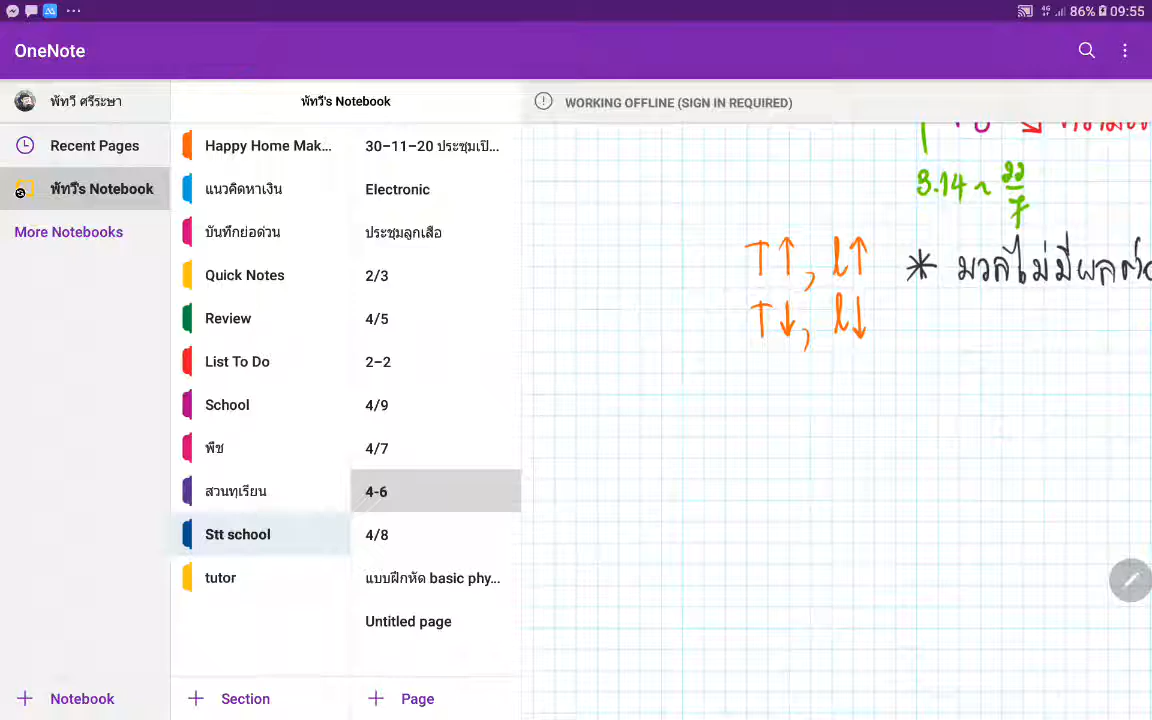 86% 09:55
OneNote
พัทวี ศรีระษา
พัทวี's Notebook
WORKING OFFLINE (SIGN IN REQUIRED)
Recent Pages
พัทวี's Notebook
More Notebooks
Happy Home Mak...
แนวคิดหาเงิน
บันทึกย่อด่วน
Quick Notes
Review
List To Do
School
พืช
สวนทุเรียน
Stt school
tutor
30-11-20 ประชุมเปิ...
Electronic
ประชุมลูกเสือ
2/3
4/5
2-2
4/9
4/7
4-6
4/8
แบบฝึกหัด basic phy...
Untitled page
3.14 ~ 22/7
T↑, l↑
T↓, l↓
* มวลไม่มีผลต่อ
+ Notebook
+ Section
+ Page